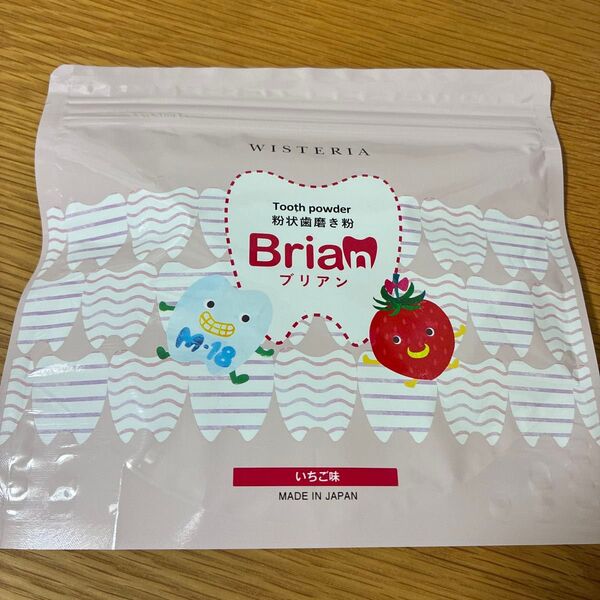 WISTERIA
Tooth powder
粉状歯磨き粉
Brian
ブリアン
M-18
いちご味
MADE IN JAPAN